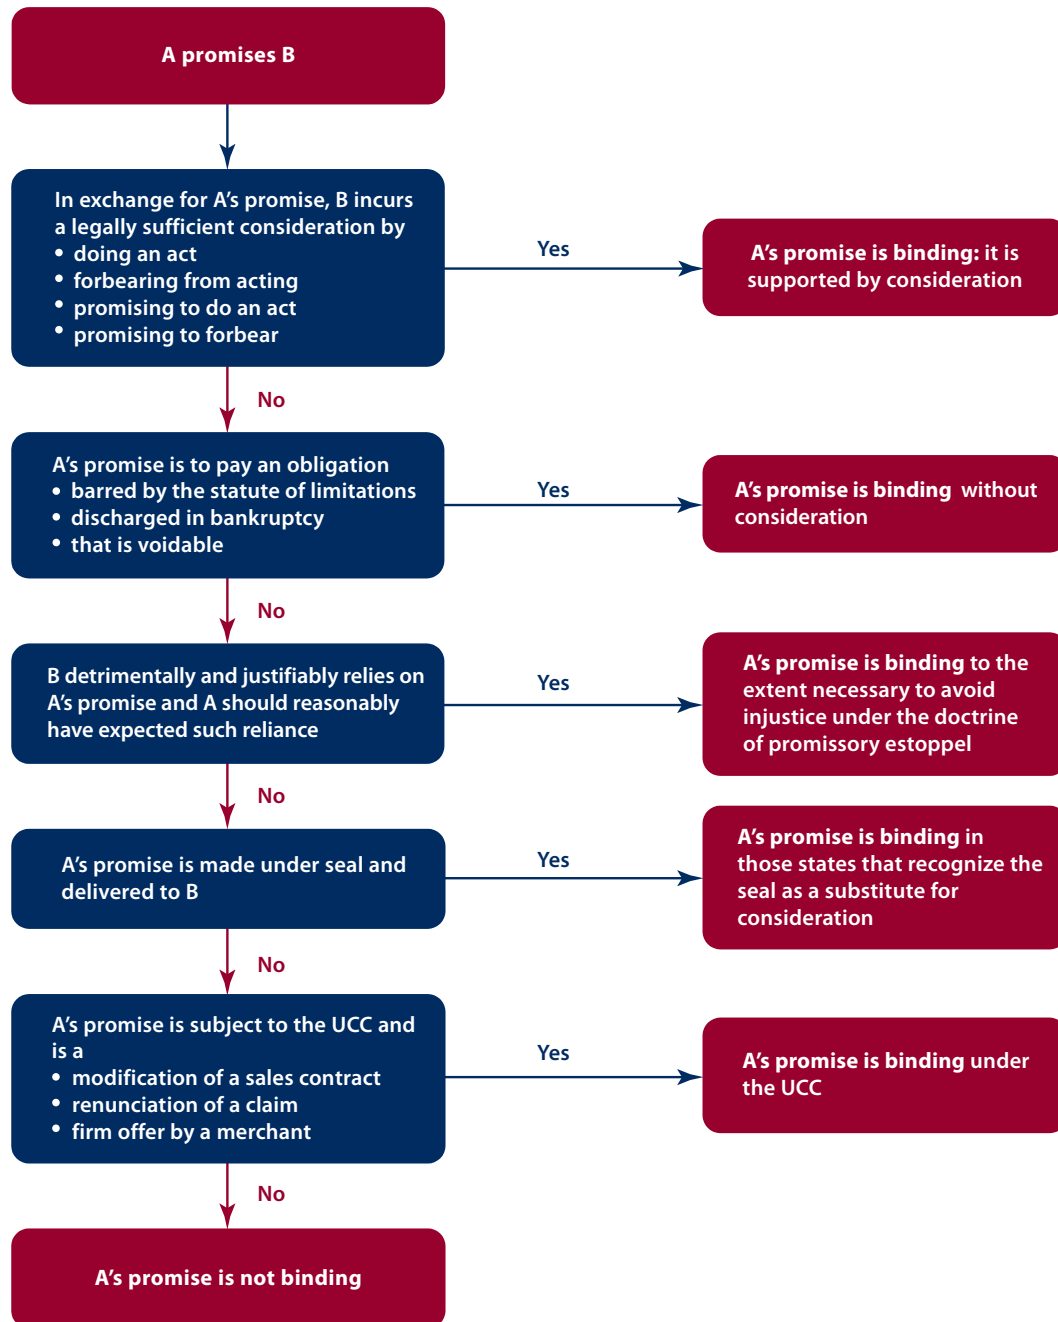 A promises B
In exchange for A’s promise, B incurs
a legally sufficient consideration by
• doing an act
• forbearing from acting
• promising to do an act
• promising to forbear
Yes
A’s promise is binding: it is
supported by consideration
No
A’s promise is to pay an obligation
• barred by the statute of limitations
• discharged in bankruptcy
• that is voidable
Yes
A’s promise is binding without
consideration
No
B detrimentally and justifiably relies on
A’s promise and A should reasonably
have expected such reliance
Yes
A’s promise is binding to the
extent necessary to avoid
injustice under the doctrine
of promissory estoppel
No
A’s promise is made under seal and
delivered to B
Yes
A’s promise is binding in
those states that recognize the
seal as a substitute for
consideration
No
A’s promise is subject to the UCC and
is a
• modification of a sales contract
• renunciation of a claim
• firm offer by a merchant
Yes
A’s promise is binding under
the UCC
No
A’s promise is not binding